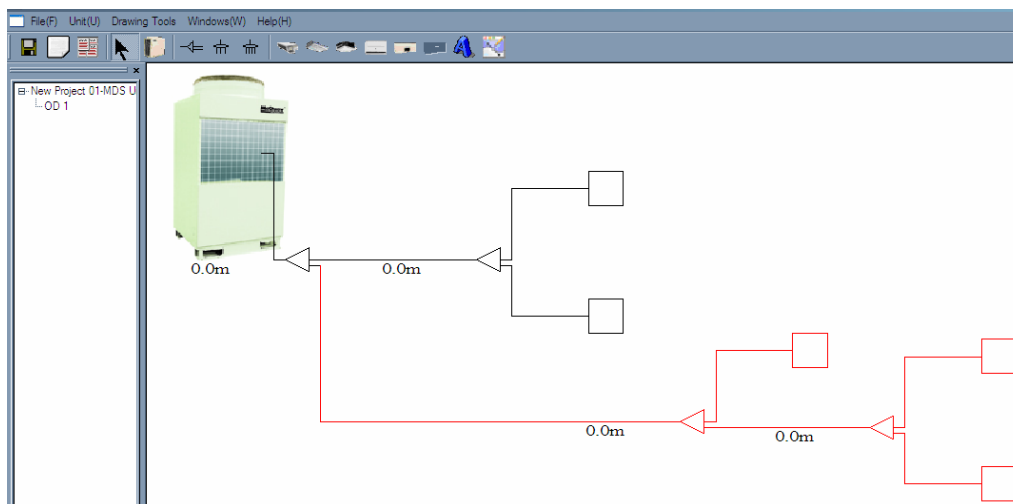 File(F) Unit(U) Drawing Tools Windows(W) Help(H)
New Project 01-MDS U
OD 1
0.0m
0.0m
0.0m
0.0m